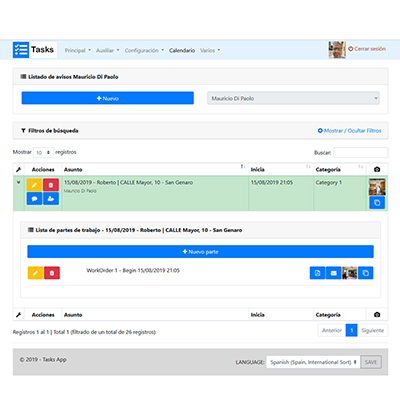 Tasks Principal Auxiliar Configuración Calendario Varios Cerrar sesión
Listado de avisos Mauricio Di Paolo
Nuevo Mauricio Di Paolo
Filtros de búsqueda Mostrar / Ocultar Filtros
Mostrar 10 registros Buscar:
Acciones Asunto Inicia Categoría
15/08/2019 - Roberto | CALLE Mayor, 10 - San Genaro 15/08/2019 21:05 Category 1
Mauricio Di Paolo
Lista de partes de trabajo - 15/08/2019 - Roberto | CALLE Mayor, 10 - San Genaro
Nuevo parte
WorkOrder 1 - Begin 15/08/2019 21:05
Acciones Asunto Inicia Categoría
Registros 1 al 1 | Total 1 (filtrado de un total de 26 registros) Anterior 1 Siguiente
© 2019 - Tasks App LANGUAGE: Spanish (Spain, International Sort) SAVE